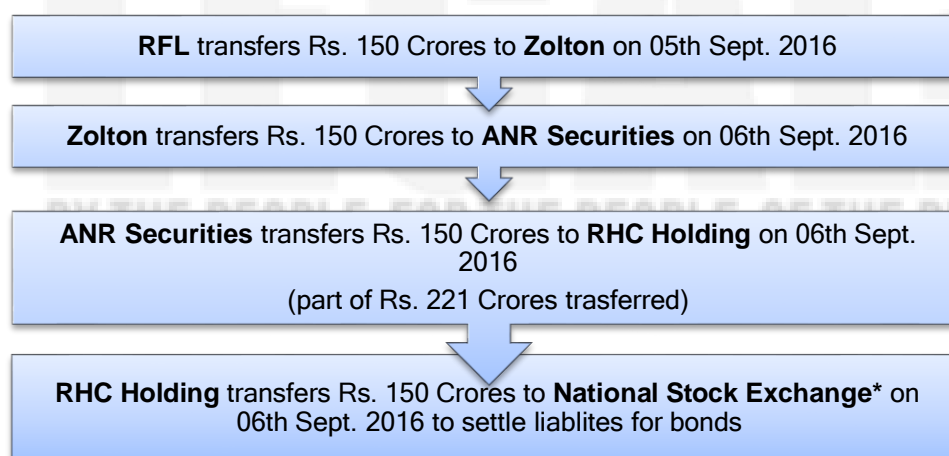 RFL transfers Rs. 150 Crores to Zolton on 05th Sept. 2016
Zolton transfers Rs. 150 Crores to ANR Securities on 06th Sept. 2016
ANR Securities transfers Rs. 150 Crores to RHC Holding on 06th Sept.
2016
(part of Rs. 221 Crores trasferred)
RHC Holding transfers Rs. 150 Crores to National Stock Exchange* on
06th Sept. 2016 to settle liablites for bonds